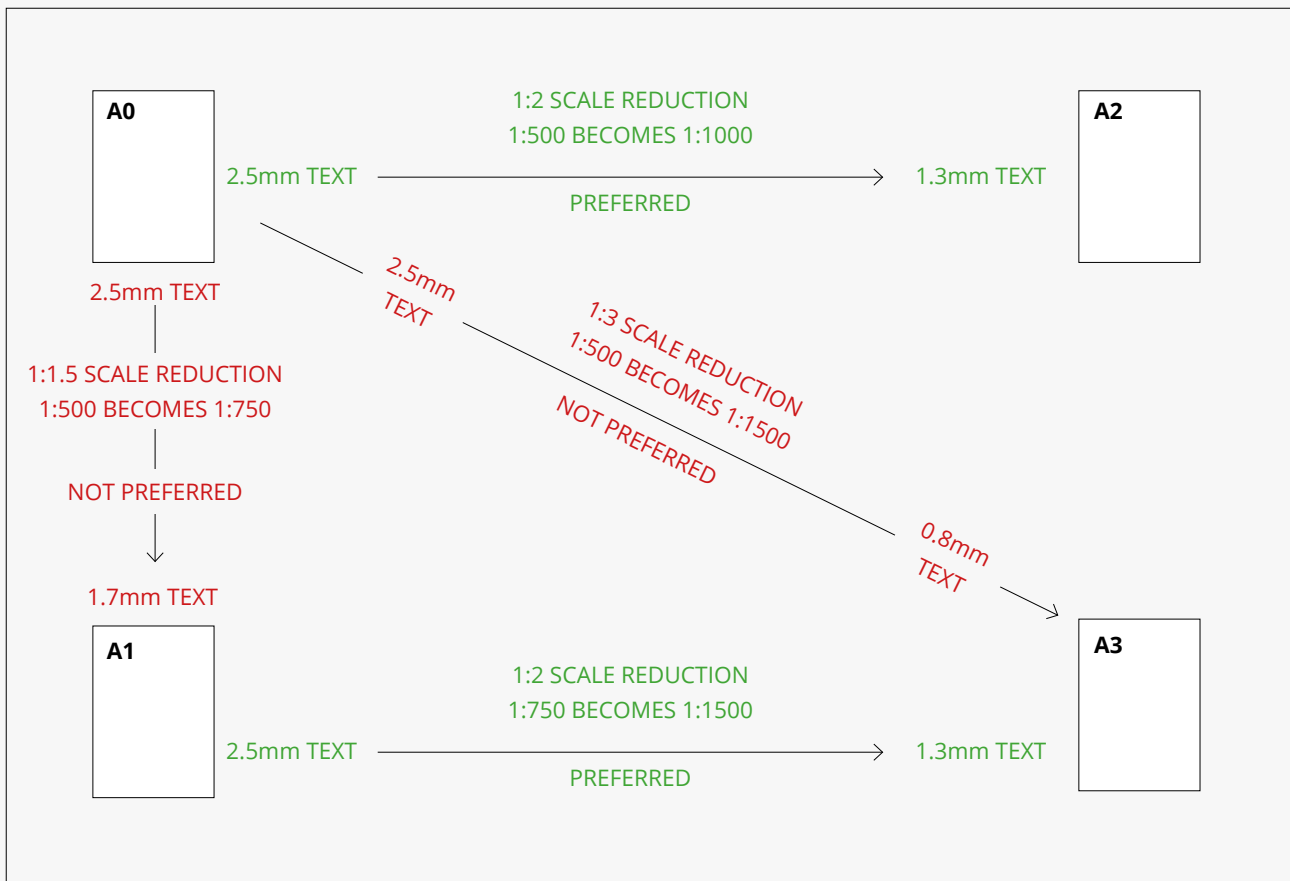 A0
1:2 SCALE REDUCTION
1:500 BECOMES 1:1000
A2
2.5mm TEXT
1.3mm TEXT
PREFERRED
2.5mm TEXT
1:1.5 SCALE REDUCTION
1:500 BECOMES 1:750
NOT PREFERRED
1.7mm TEXT
2.5mm
TEXT
1:3 SCALE REDUCTION
1:500 BECOMES 1:1500
NOT PREFERRED
0.8mm
TEXT
A1
1:2 SCALE REDUCTION
1:750 BECOMES 1:1500
A3
2.5mm TEXT
1.3mm TEXT
PREFERRED